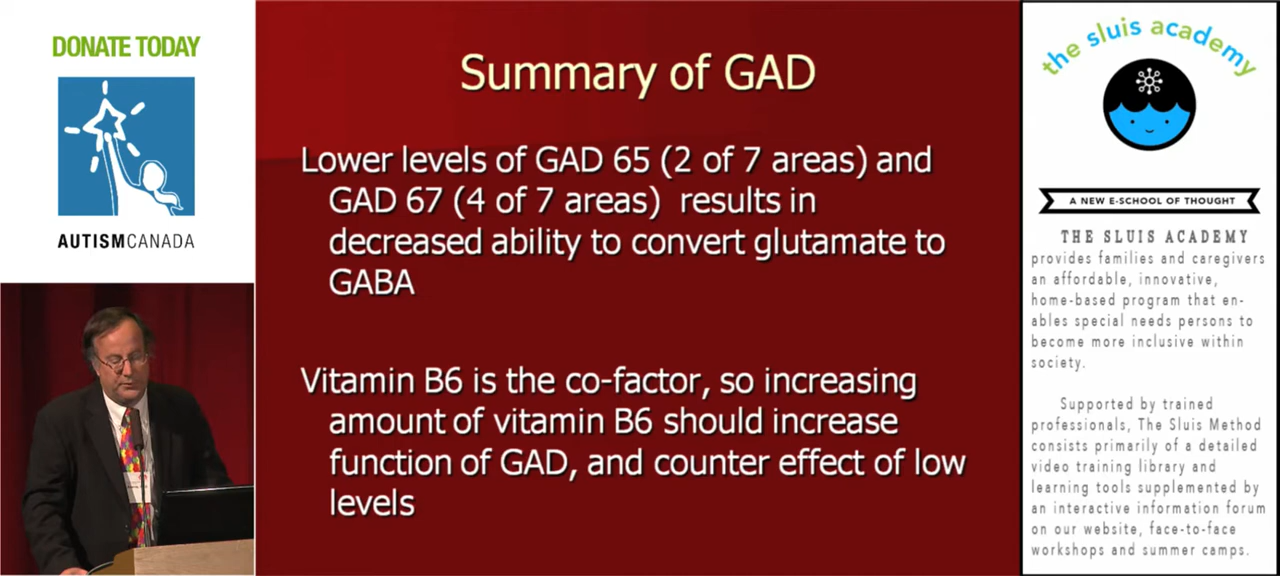 DONATE TODAY
AUTISMCANADA
Summary of GAD
Lower levels of GAD 65 (2 of 7 areas) and
GAD 67 (4 of 7 areas) results in
decreased ability to convert glutamate to
GABA
Vitamin B6 is the co-factor, so increasing
amount of vitamin B6 should increase
function of GAD, and counter effect of low
levels
the sluis academy
A NEW E-SCHOOL OF THOUGHT
THE SLUIS ACADEMY
provides families and caregivers
an affordable, innovative,
home-based program that en-
ables special needs persons to
become more inclusive within
society.
Supported by trained
professionals, The Sluis Method
consists primarily of a detailed
video training library and
learning tools supplemented by
an interactive information forum
on our website, face-to-face
workshops and summer camps.